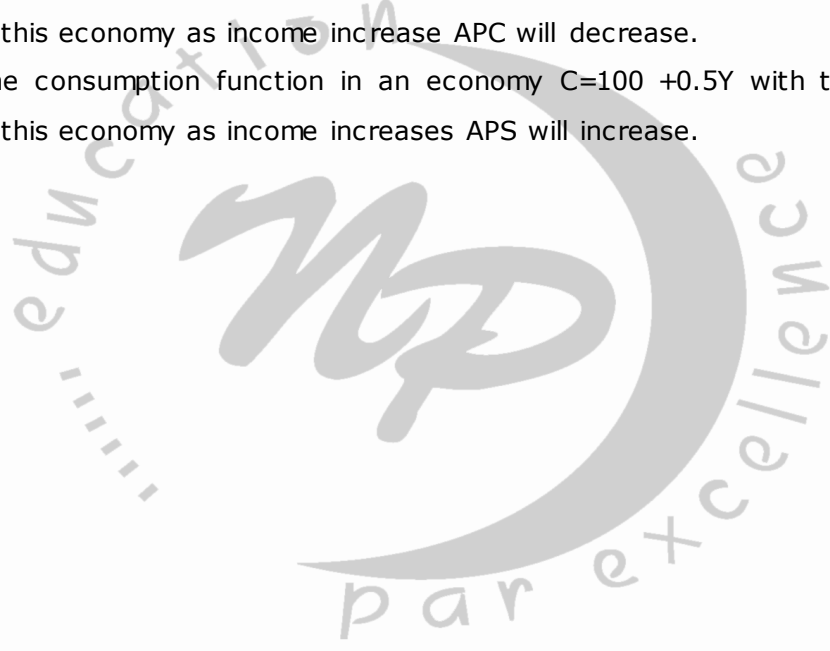 this economy as income increase APC will decrease.
consumption function in an economy C=100 +0.5Y with
this economy as income increases APS will increase.
education
NP
par excellence
.....